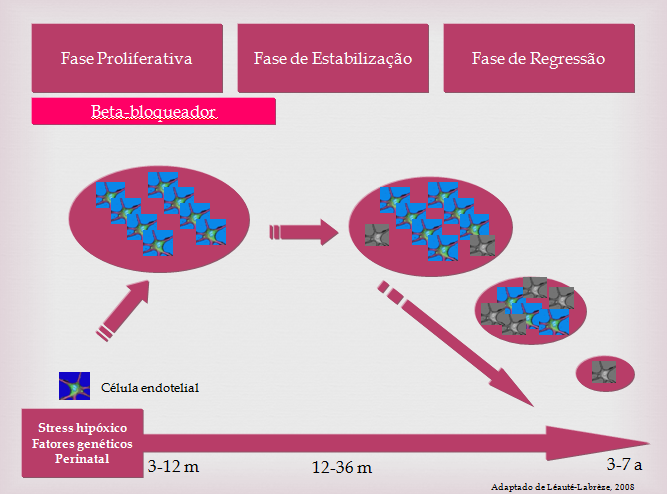 Fase Proliferativa
Fase de Estabilização
Fase de Regressão
Beta-bloqueador
Célula endotelial
Stress hipóxico
Fatores genéticos
Perinatal
3-12 m
12-36 m
3-7 a
Adaptado de Léauté-Labrèze, 2008